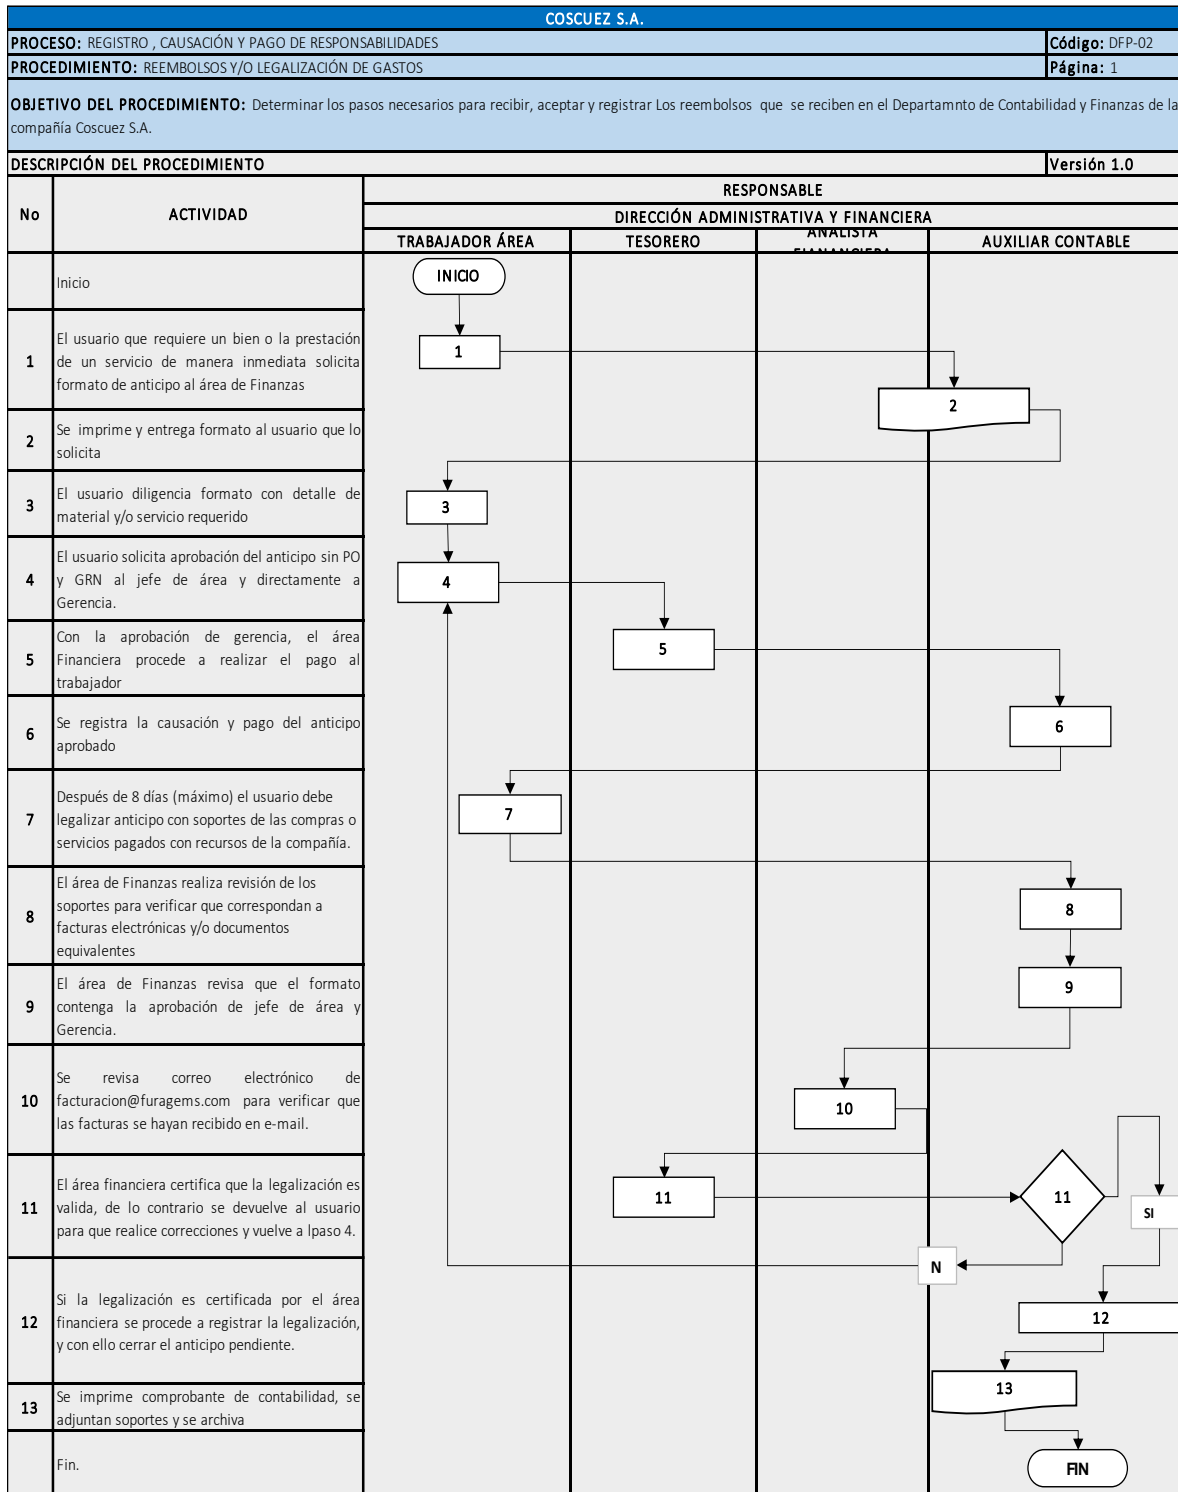 COSCUEZ S.A.
PROCESO: REGISTRO , CAUSACIÓN Y PAGO DE RESPONSABILIDADES
Código: DFP-02
PROCEDIMIENTO: REEMBOLSOS Y/O LEGALIZACIÓN DE GASTOS
Página: 1
OBJETIVO DEL PROCEDIMIENTO: Determinar los pasos necesarios para recibir, aceptar y registrar Los reembolsos que se reciben en el Departamnto de Contabilidad y Finanzas de la
compañía Coscuez S.A.
DESCRIPCIÓN DEL PROCEDIMIENTO
Versión 1.0
No
ACTIVIDAD
RESPONSABLE
DIRECCIÓN ADMINISTRATIVA Y FINANCIERA
TRABAJADOR ÁREA
TESORERO
ANALISTA
FIANANCIERA
AUXILIAR CONTABLE
Inicio
INICIO
1
El usuario que requiere un bien o la prestación
de un servicio de manera inmediata solicita
formato de anticipo al área de Finanzas
1
2
Se imprime y entrega formato al usuario que lo
solicita
2
3
El usuario diligencia formato con detalle de
material y/o servicio requerido
3
4
El usuario solicita aprobación del anticipo sin PO
y GRN al jefe de área y directamente a
Gerencia.
4
5
Con la aprobación de gerencia, el área
Financiera procede a realizar el pago al
trabajador
5
6
Se registra la causación y pago del anticipo
aprobado
6
7
Después de 8 días (máximo) el usuario debe
legalizar anticipo con soportes de las compras o
servicios pagados con recursos de la compañía.
7
8
El área de Finanzas realiza revisión de los
soportes para verificar que correspondan a
facturas electrónicas y/o documentos
equivalentes
8
9
El área de Finanzas revisa que el formato
contenga la aprobación de jefe de área y
Gerencia.
9
10
Se revisa correo electrónico de
facturacion@furagems.com para verificar que
las facturas se hayan recibido en e-mail.
10
11
El área financiera certifica que la legalización es
valida, de lo contrario se devuelve al usuario
para que realice correcciones y vuelve a lpaso 4.
11
11
SI
N
12
Si la legalización es certificada por el área
financiera se procede a registrar la legalización,
y con ello cerrar el anticipo pendiente.
12
13
Se imprime comprobante de contabilidad, se
adjuntan soportes y se archiva
13
Fin.
FIN